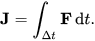 J = ∫_{Δt} F dt.